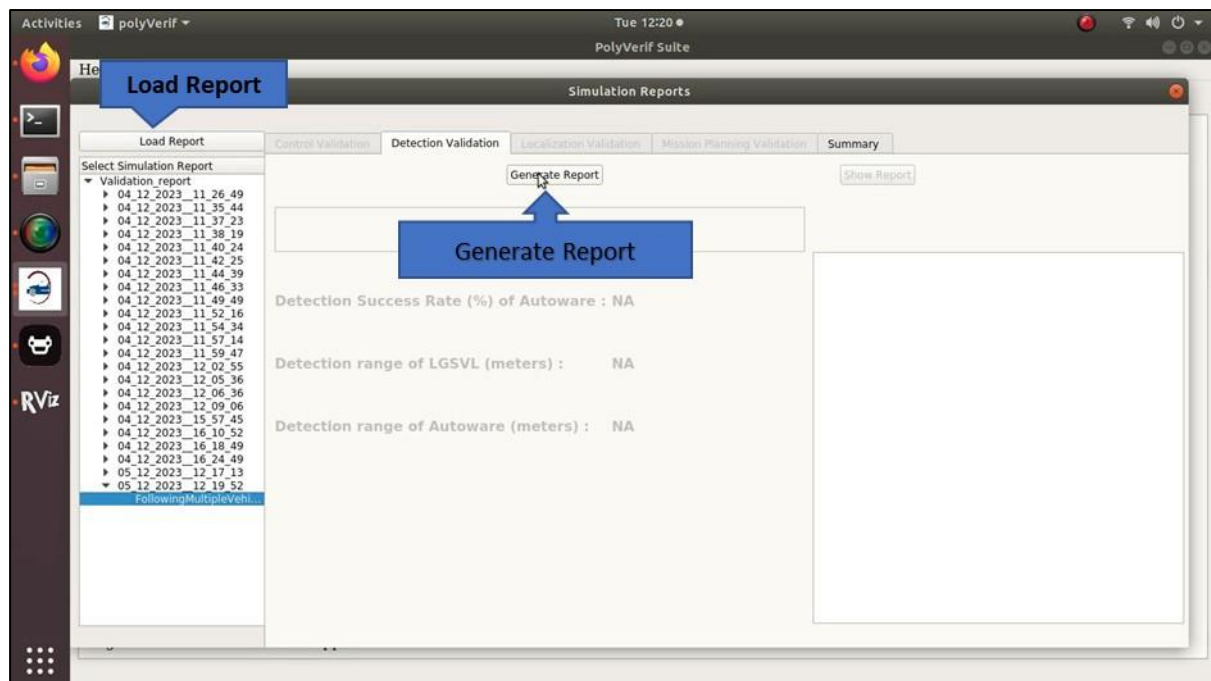 Activities polyVerif Tue 12:20
PolyVerif Suite
He
Load Report
Simulation Reports
Load Report
Control Validation Detection Validation Localization Validation Mission Planning Validation Summary
Select Simulation Report
Generate Report Show Report
Validation_report
04_12_2023__11_26_49
04_12_2023__11_35_44
04_12_2023__11_37_23
04_12_2023__11_38_19
04_12_2023__11_40_24
04_12_2023__11_42_25
04_12_2023__11_44_39
04_12_2023__11_46_33
04_12_2023__11_49_49
04_12_2023__11_52_16
04_12_2023__11_54_34
04_12_2023__11_57_14
04_12_2023__11_59_47
04_12_2023__12_02_55
04_12_2023__12_05_36
04_12_2023__12_06_36
04_12_2023__12_09_06
04_12_2023__15_57_45
04_12_2023__16_10_52
04_12_2023__16_18_49
04_12_2023__16_24_49
05_12_2023__12_17_13
05_12_2023__12_19_52
FollowingMultipleVehi...
Generate Report
Detection Success Rate (%) of Autoware : NA
Detection range of LGSVL (meters) : NA
Detection range of Autoware (meters) : NA
RViz